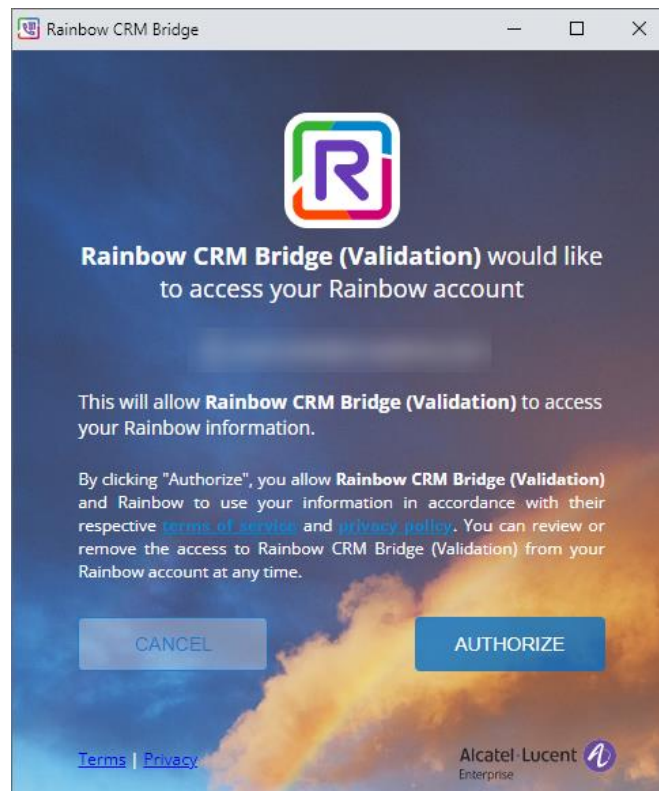 Rainbow CRM Bridge
R
Rainbow CRM Bridge (Validation) would like
to access your Rainbow account
This will allow Rainbow CRM Bridge (Validation) to access
your Rainbow information.
By clicking "Authorize", you allow Rainbow CRM Bridge (Validation)
and Rainbow to use your information in accordance with their
respective terms of service and privacy policy. You can review or
remove the access to Rainbow CRM Bridge (Validation) from your
Rainbow account at any time.
CANCEL
AUTHORIZE
Terms | Privacy
Alcatel·Lucent
Enterprise